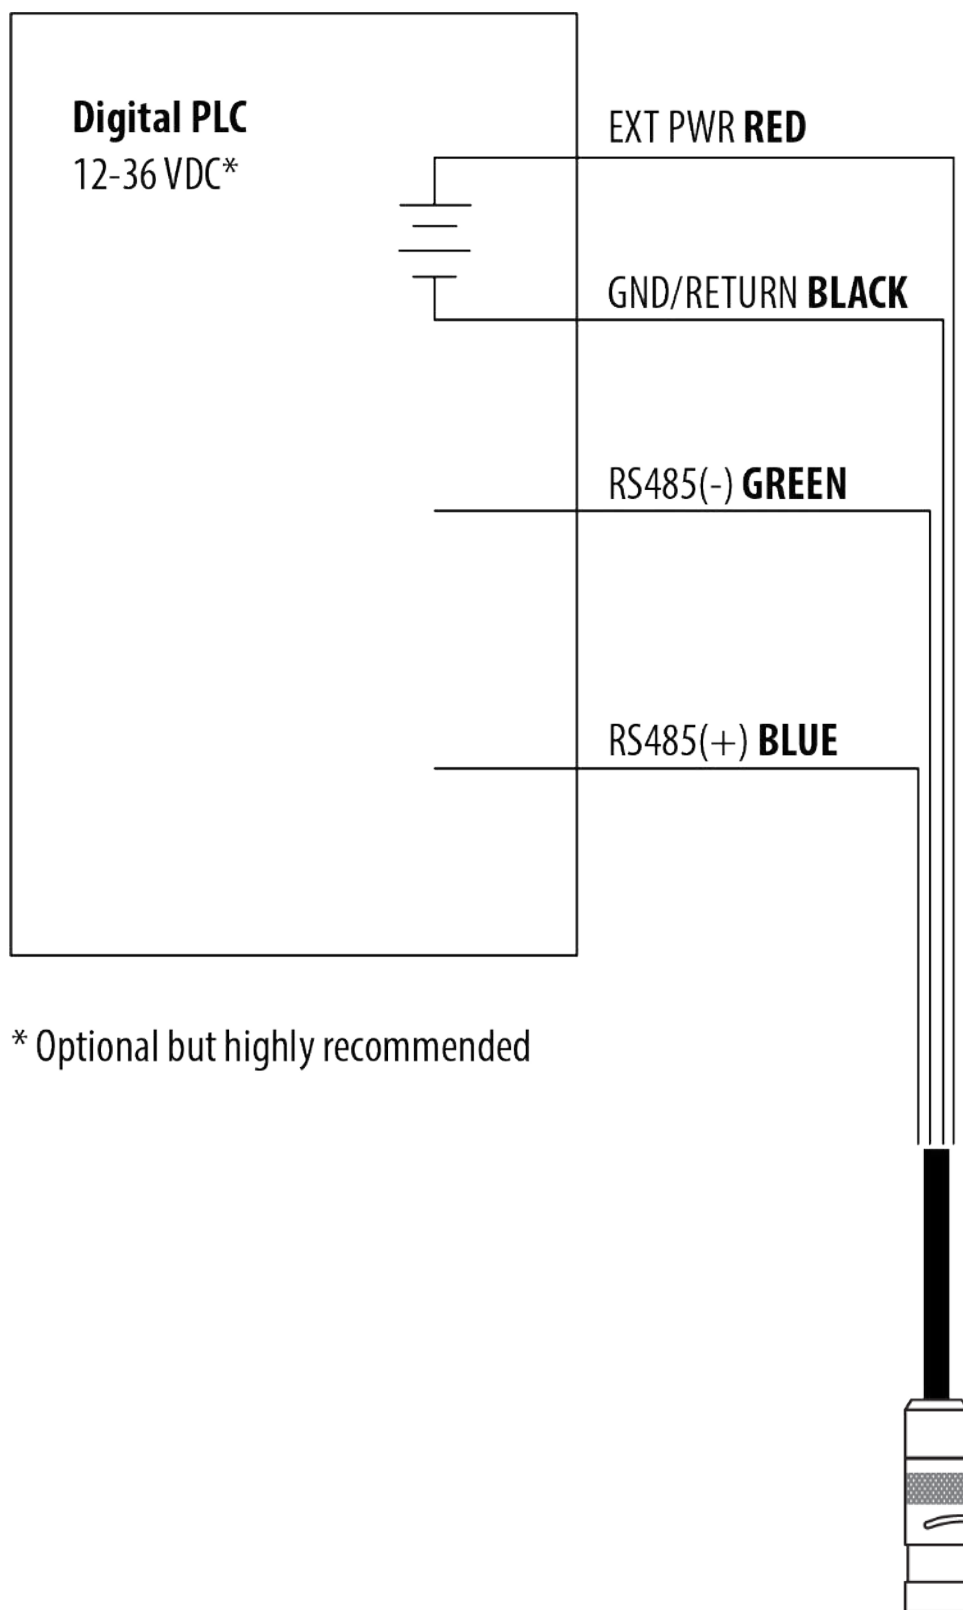 Digital PLC
12-36 VDC*
EXT PWR RED
GND/RETURN BLACK
RS485(-) GREEN
RS485(+) BLUE
* Optional but highly recommended